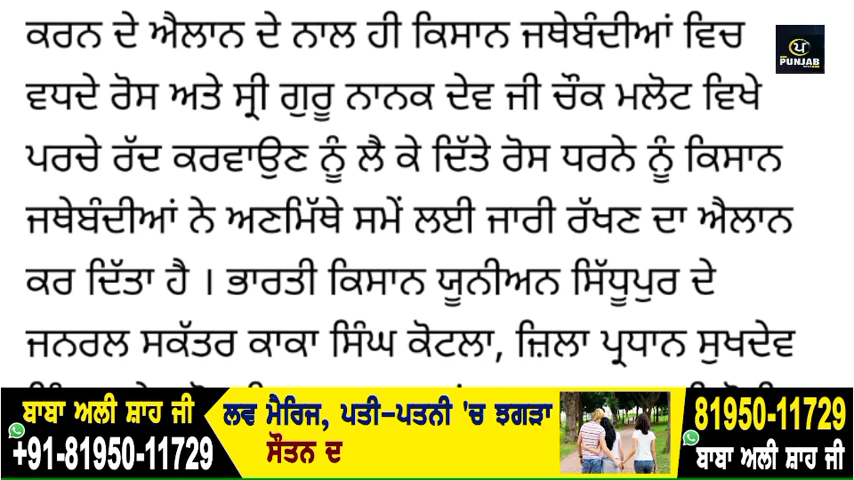 ਕਰਨ ਦੇ ਐਲਾਨ ਦੇ ਨਾਲ ਹੀ ਕਿਸਾਨ ਜਥੇਬੰਦੀਆਂ ਵਿਚ
ਵਧਦੇ ਰੋਸ ਅਤੇ ਸ੍ਰੀ ਗੁਰੂ ਨਾਨਕ ਦੇਵ ਜੀ ਚੌਕ ਮਲੋਟ ਵਿਖੇ
ਪਰਚੇ ਰੱਦ ਕਰਵਾਉਣ ਨੂੰ ਲੈ ਕੇ ਦਿੱਤੇ ਰੋਸ ਧਰਨੇ ਨੂੰ ਕਿਸਾਨ
ਜਥੇਬੰਦੀਆਂ ਨੇ ਅਣਮਿੱਥੇ ਸਮੇਂ ਲਈ ਜਾਰੀ ਰੱਖਣ ਦਾ ਐਲਾਨ
ਕਰ ਦਿੱਤਾ ਹੈ । ਭਾਰਤੀ ਕਿਸਾਨ ਯੂਨੀਅਨ ਸਿੱਧੂਪੁਰ ਦੇ
ਜਨਰਲ ਸਕੱਤਰ ਕਾਕਾ ਸਿੰਘ ਕੋਟਲਾ, ਜ਼ਿਲਾ ਪ੍ਰਧਾਨ ਸੁਖਦੇਵ
ਪ PUNJAB
ਬਾਬਾ ਅਲੀ ਸ਼ਾਹ ਜੀ
+91-81950-11729
ਲਵ ਮੈਰਿਜ, ਪਤੀ-ਪਤਨੀ 'ਚ ਝਗੜਾ
ਸੌਤਨ ਦ
81950-11729
ਬਾਬਾ ਅਲੀ ਸ਼ਾਹ ਜੀ